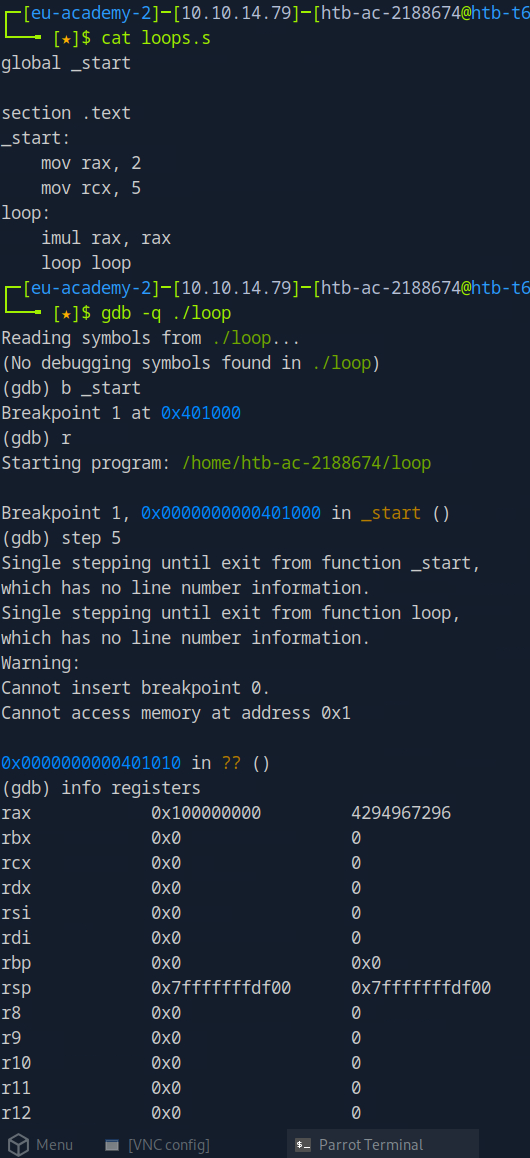 [eu-academy-2]─[10.10.14.79]─[htb-ac-2188674@htb-t6
[★]$ cat loops.s
global _start
section .text
_start:
    mov rax, 2
    mov rcx, 5
loop:
    imul rax, rax
    loop loop
[eu-academy-2]─[10.10.14.79]─[htb-ac-2188674@htb-t6
[★]$ gdb -q ./loop
Reading symbols from ./loop...
(No debugging symbols found in ./loop)
(gdb) b _start
Breakpoint 1 at 0x401000
(gdb) r
Starting program: /home/htb-ac-2188674/loop
Breakpoint 1, 0x0000000000401000 in _start ()
(gdb) step 5
Single stepping until exit from function _start,
which has no line number information.
Single stepping until exit from function loop,
which has no line number information.
Warning:
Cannot insert breakpoint 0.
Cannot access memory at address 0x1
0x0000000000401010 in ?? ()
(gdb) info registers
rax            0x100000000         4294967296
rbx            0x0                 0
rcx            0x0                 0
rdx            0x0                 0
rsi            0x0                 0
rdi            0x0                 0
rbp            0x0                 0x0
rsp            0x7fffffffdf00      0x7fffffffdf00
r8             0x0                 0
r9             0x0                 0
r10            0x0                 0
r11            0x0                 0
r12            0x0                 0
Menu [VNC config] Parrot Terminal